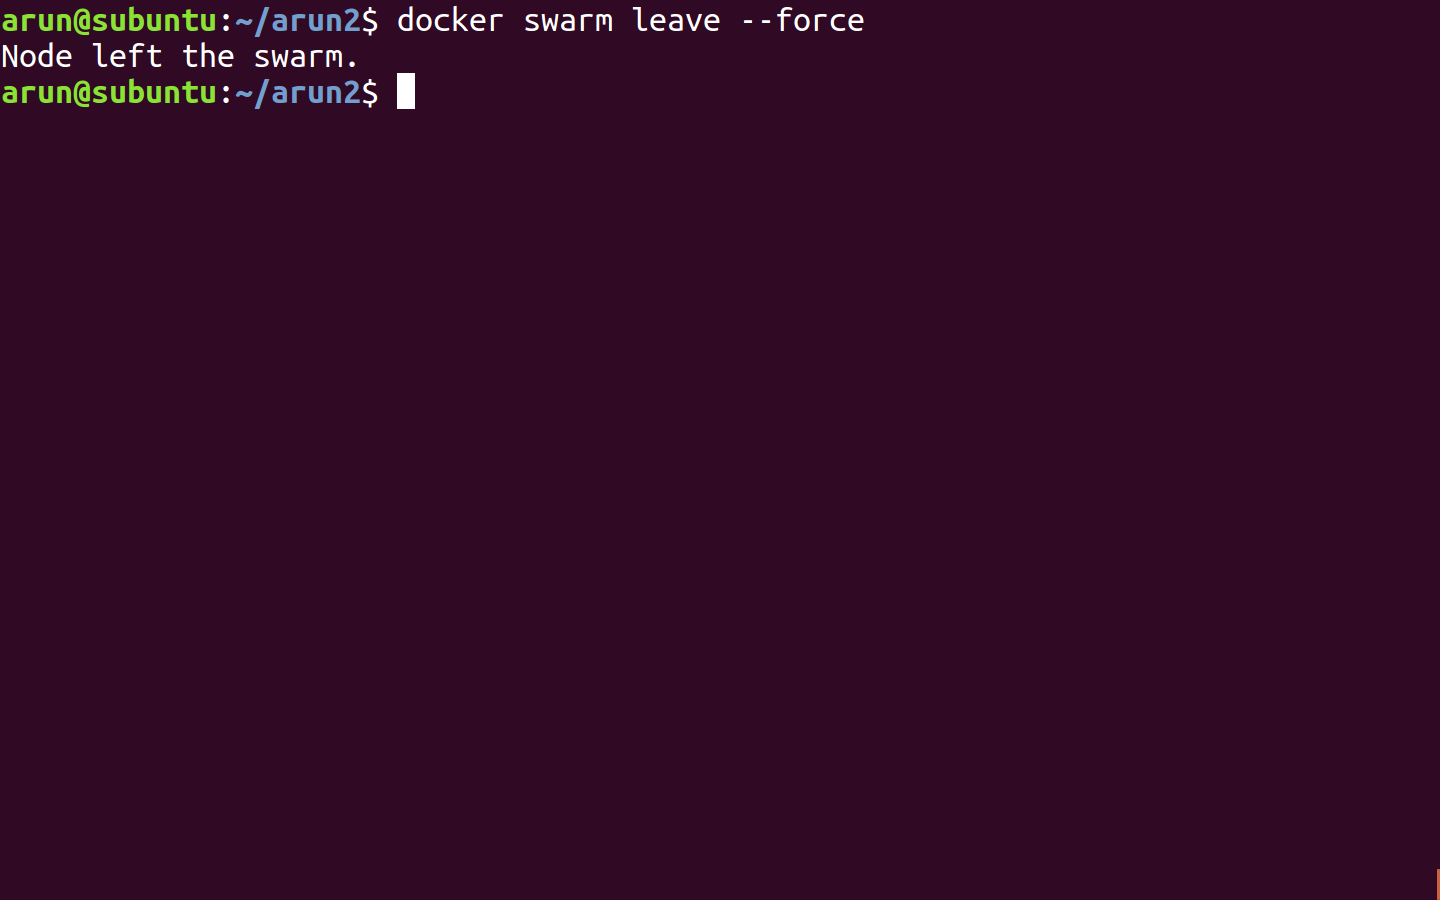 arun@subuntu:~/arun2$ docker swarm leave --force
Node left the swarm.
arun@subuntu:~/arun2$